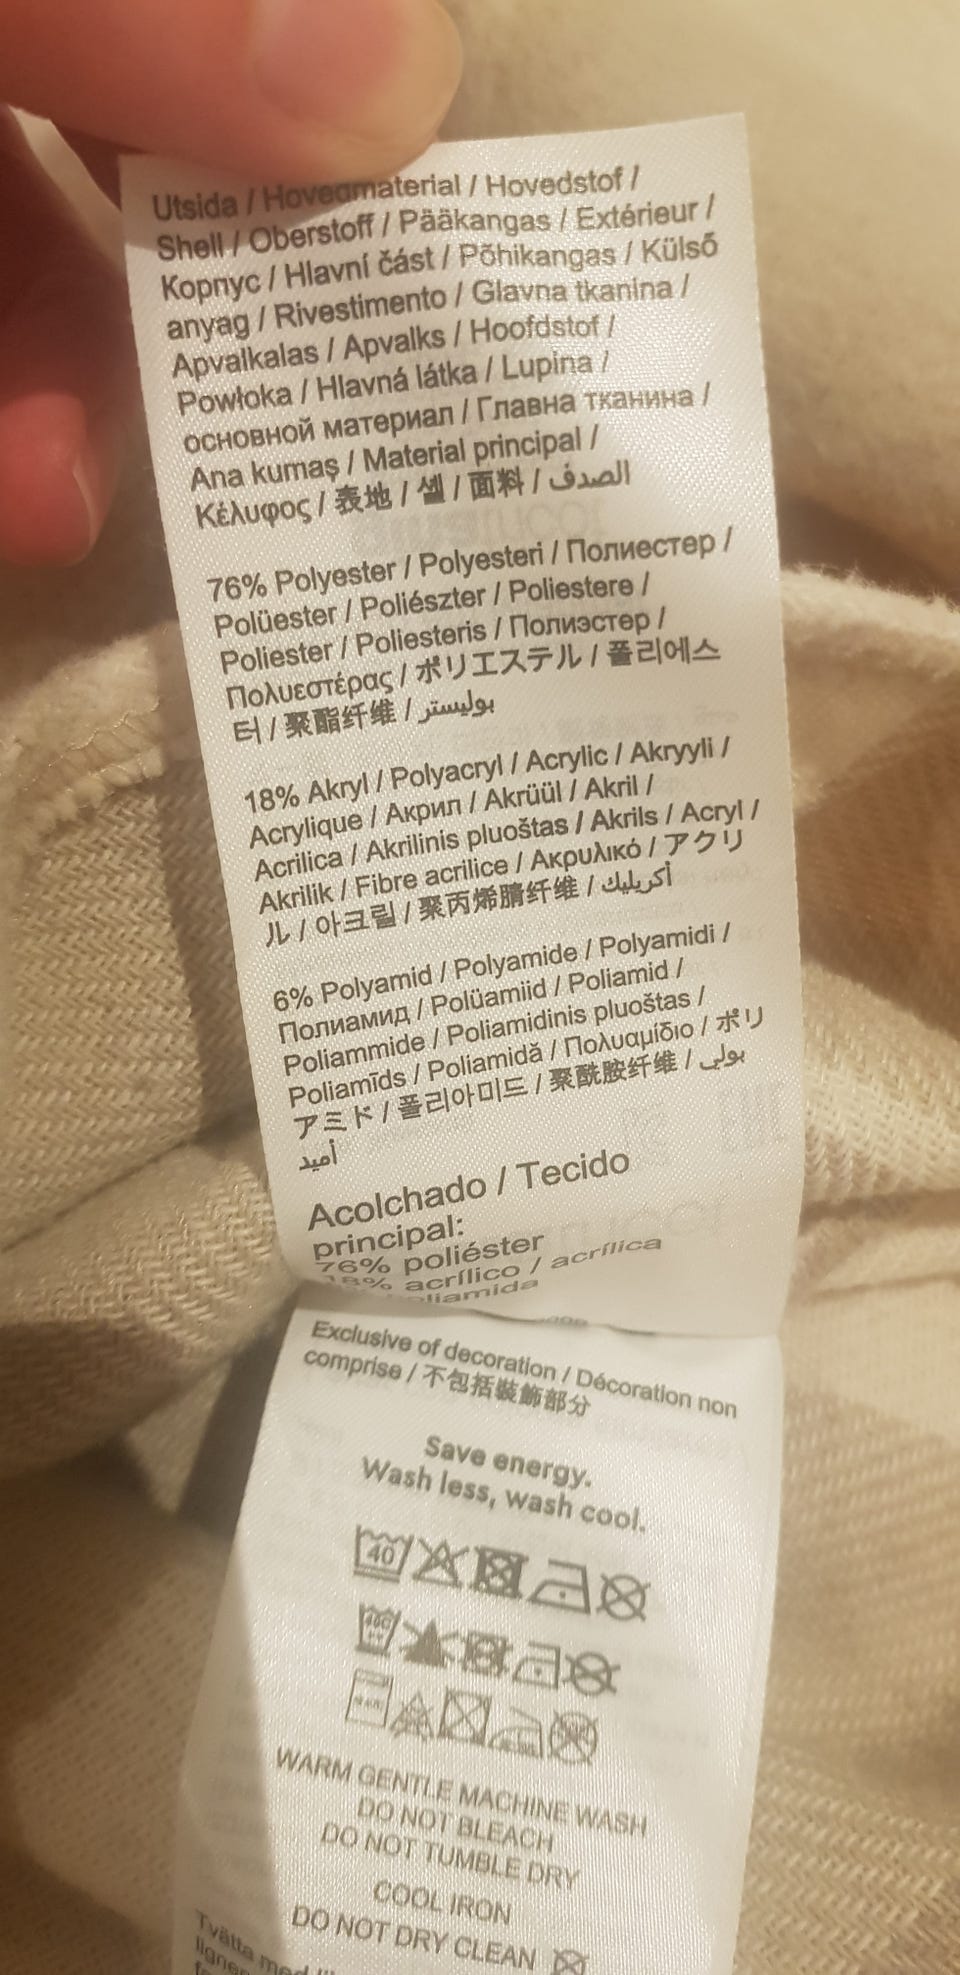 Utsida / Hovedmaterial / Hovedstof /
Shell / Oberstoff / Pääkangas / Extérieur /
Корпус / Hlavní část / Põhikangas / Külső
anyag / Rivestimento / Glavna tkanina /
Apvalkalas / Apvalks / Hoofdstof /
Powłoka / Hlavná látka / Lupina /
основной материал / Главна тканина /
Ana kumaş / Material principal /
Κέλυφος / 表地 / 셸 / 面料 / الصدف
76% Polyester / Polyesteri / Полиестер /
Polüester / Poliészter / Poliestere /
Poliester / Poliesteris / Полиэстер /
Πολυεστέρας / ポリエステル / 폴리에스
터 / 聚酯纤维 / بوليستر
18% Akryl / Polyacryl / Acrylic / Akryyli /
Acrylique / Акрил / Akrüül / Akril /
Acrilica / Akrilinis pluoštas / Akrils / Acryl /
Akrilik / Fibre acrilice / Ακρυλικό / アクリ
ル / 아크릴 / 聚丙烯腈纤维 / أكريليك
6% Polyamid / Polyamide / Polyamidi /
Полиамид / Polüamiid / Poliamid /
Poliammide / Poliamidinis pluoštas /
Poliamīds / Poliamidă / Πολυαμίδιο / ポリ
アミド / 폴리아미드 / 聚酰胺纤维 / بولي
أميد
Acolchado / Tecido
principal:
76% poliéster
18% acrílico / acrílica
Exclusive of decoration / Décoration non
comprise / 不包括裝飾部分
Save energy.
Wash less, wash cool.
40
40C
WARM GENTLE MACHINE WASH
DO NOT BLEACH
DO NOT TUMBLE DRY
COOL IRON
DO NOT DRY CLEAN
Tvätta med